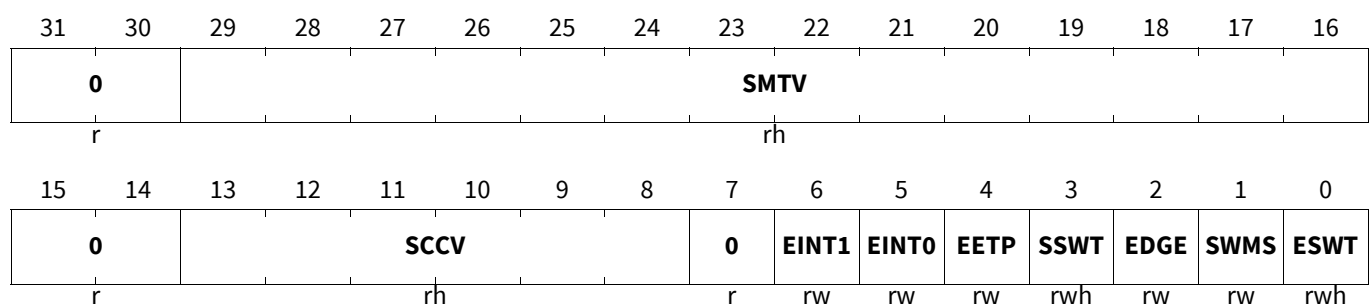 31 30 29 28 27 26 25 24 23 22 21 20 19 18 17 16
0 SMTV
r rh
15 14 13 12 11 10 9 8 7 6 5 4 3 2 1 0
0 SCCV 0 EINT1 EINT0 EETP SSWT EDGE SWMS ESWT
r rh r rw rw rw rwh rw rw rwh